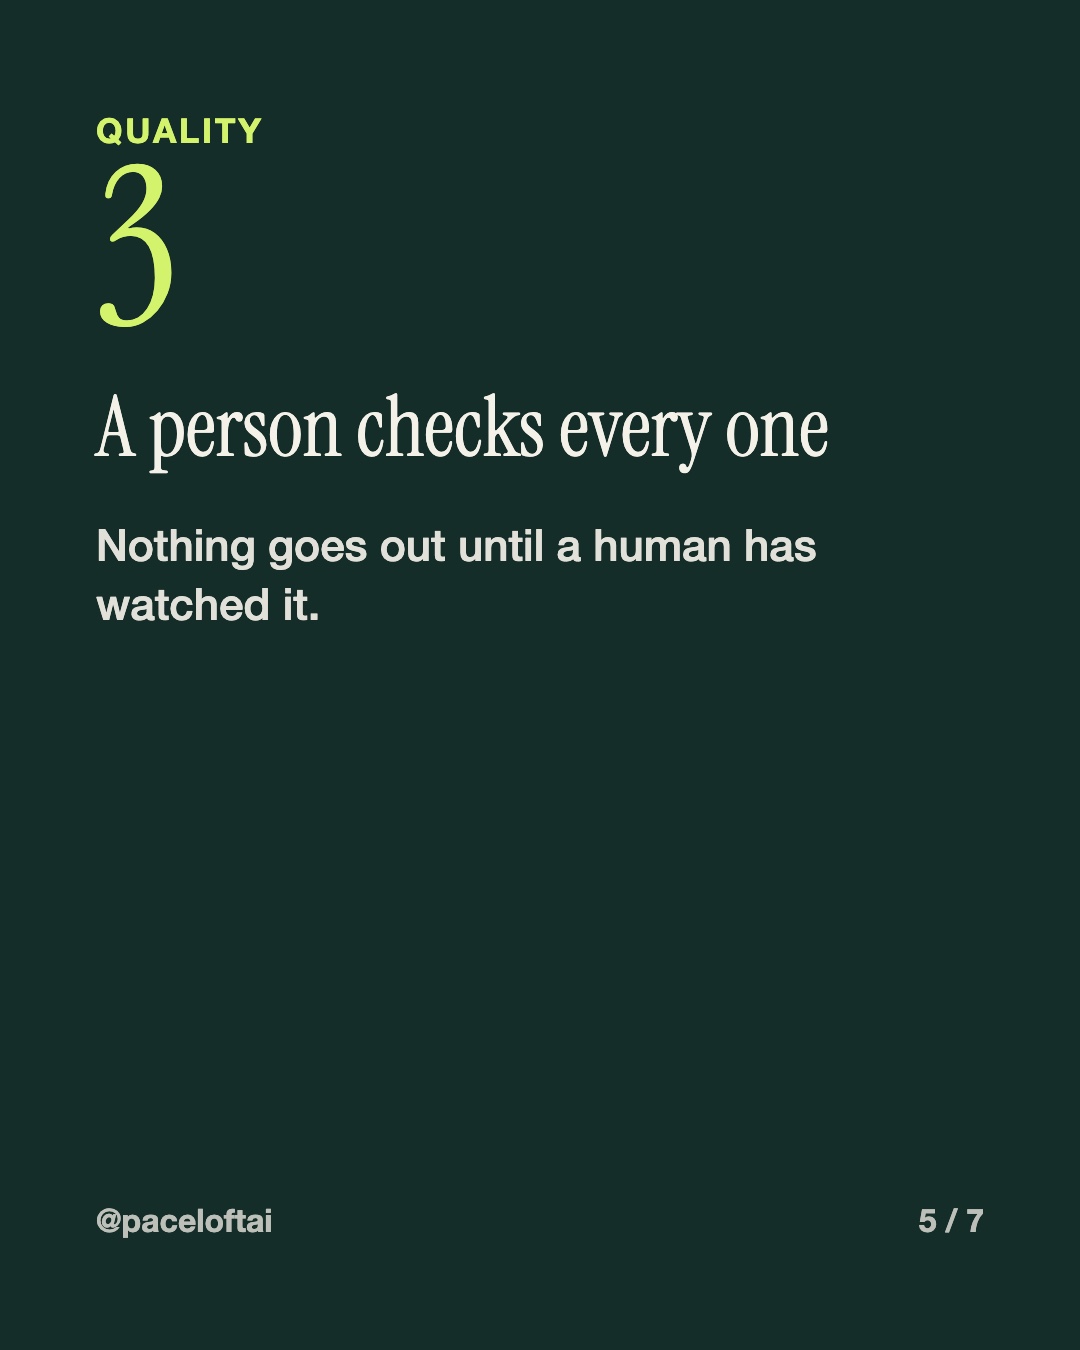 QUALITY
3
A person checks every one
Nothing goes out until a human has
watched it.
@paceloftai
5 / 7